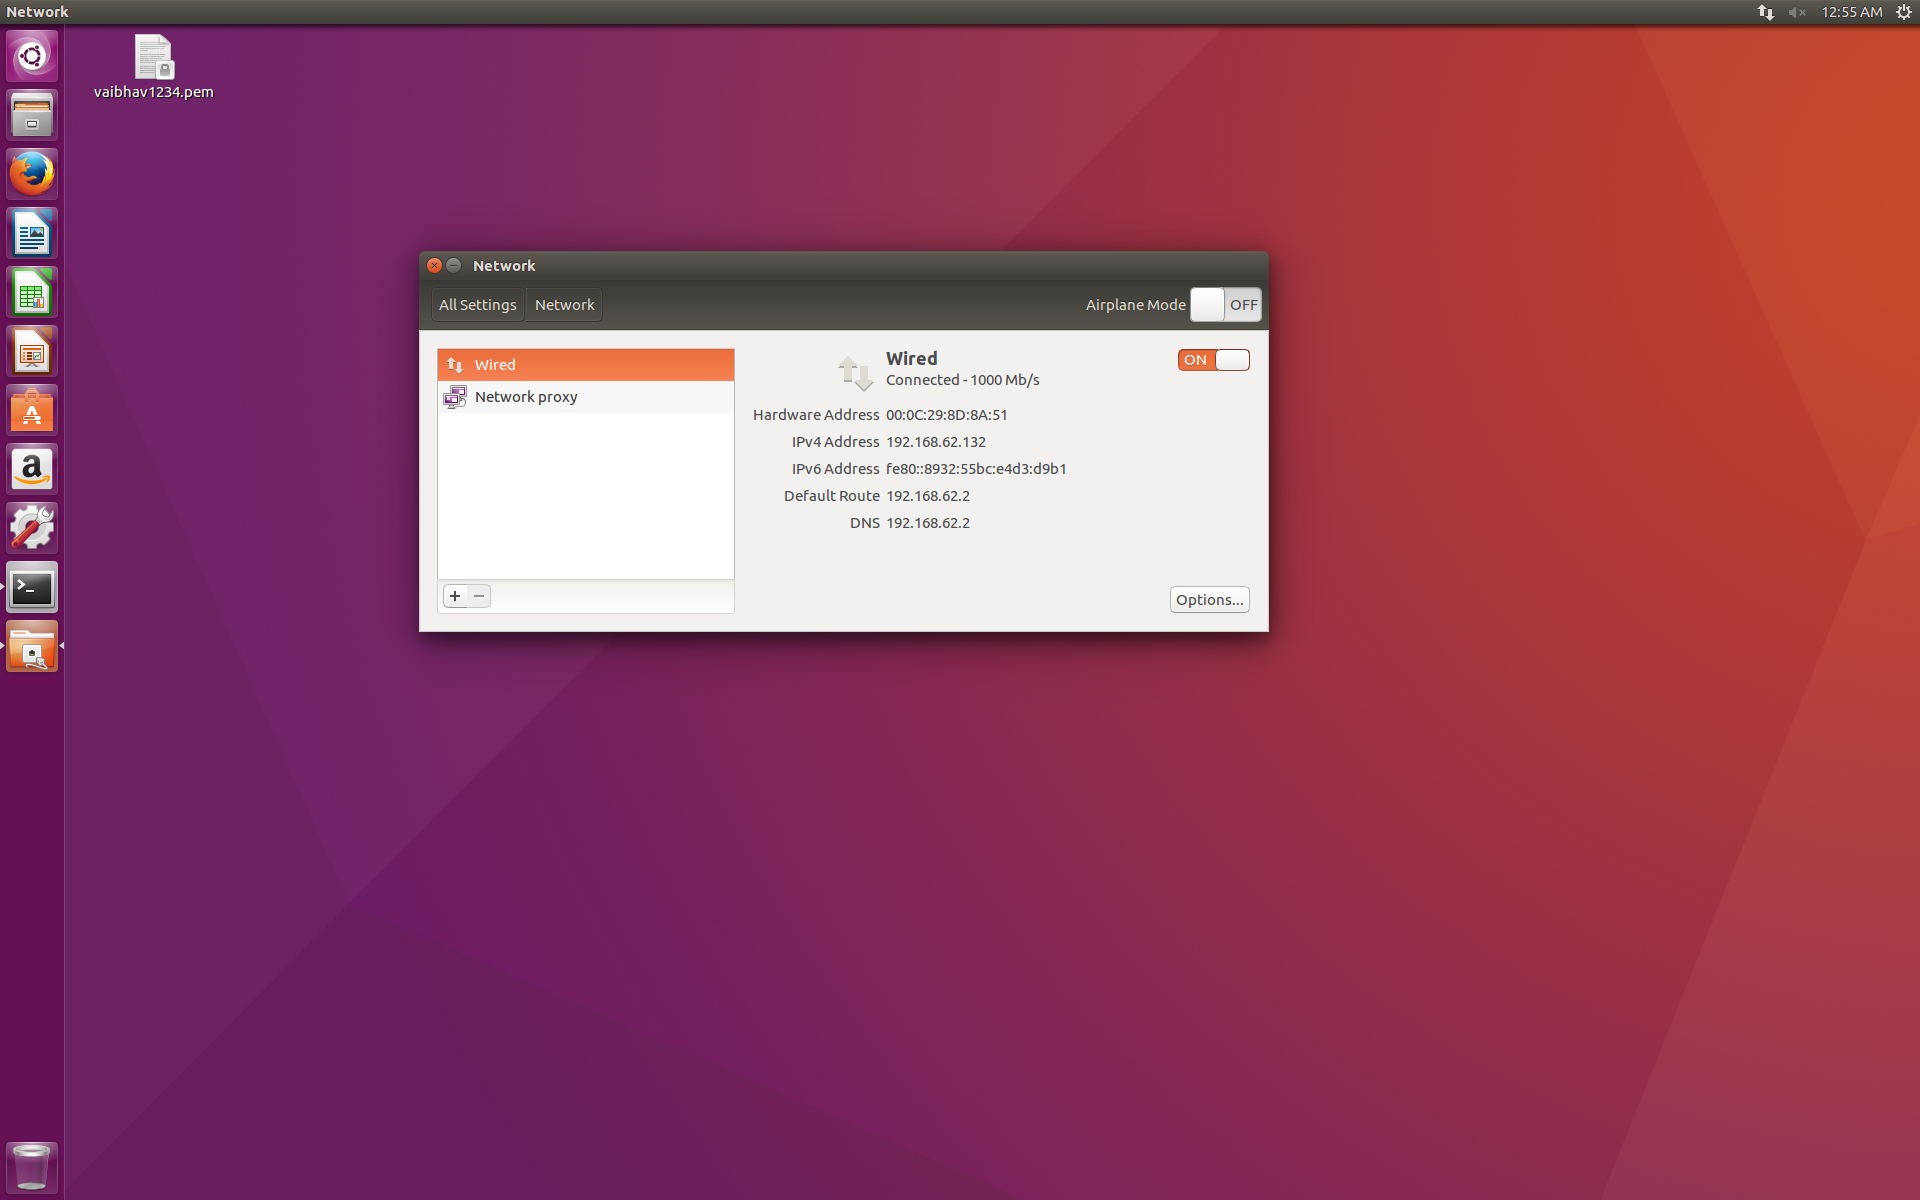 Network
12:55 AM
vaibhav1234.pem
Network
All Settings
Network
Airplane Mode
OFF
Wired
Network proxy
Wired
ON
Connected - 1000 Mb/s
Hardware Address 00:0C:29:8D:8A:51
IPv4 Address 192.168.62.132
IPv6 Address fe80::8932:55bc:e4d3:d9b1
Default Route 192.168.62.2
DNS 192.168.62.2
Options...